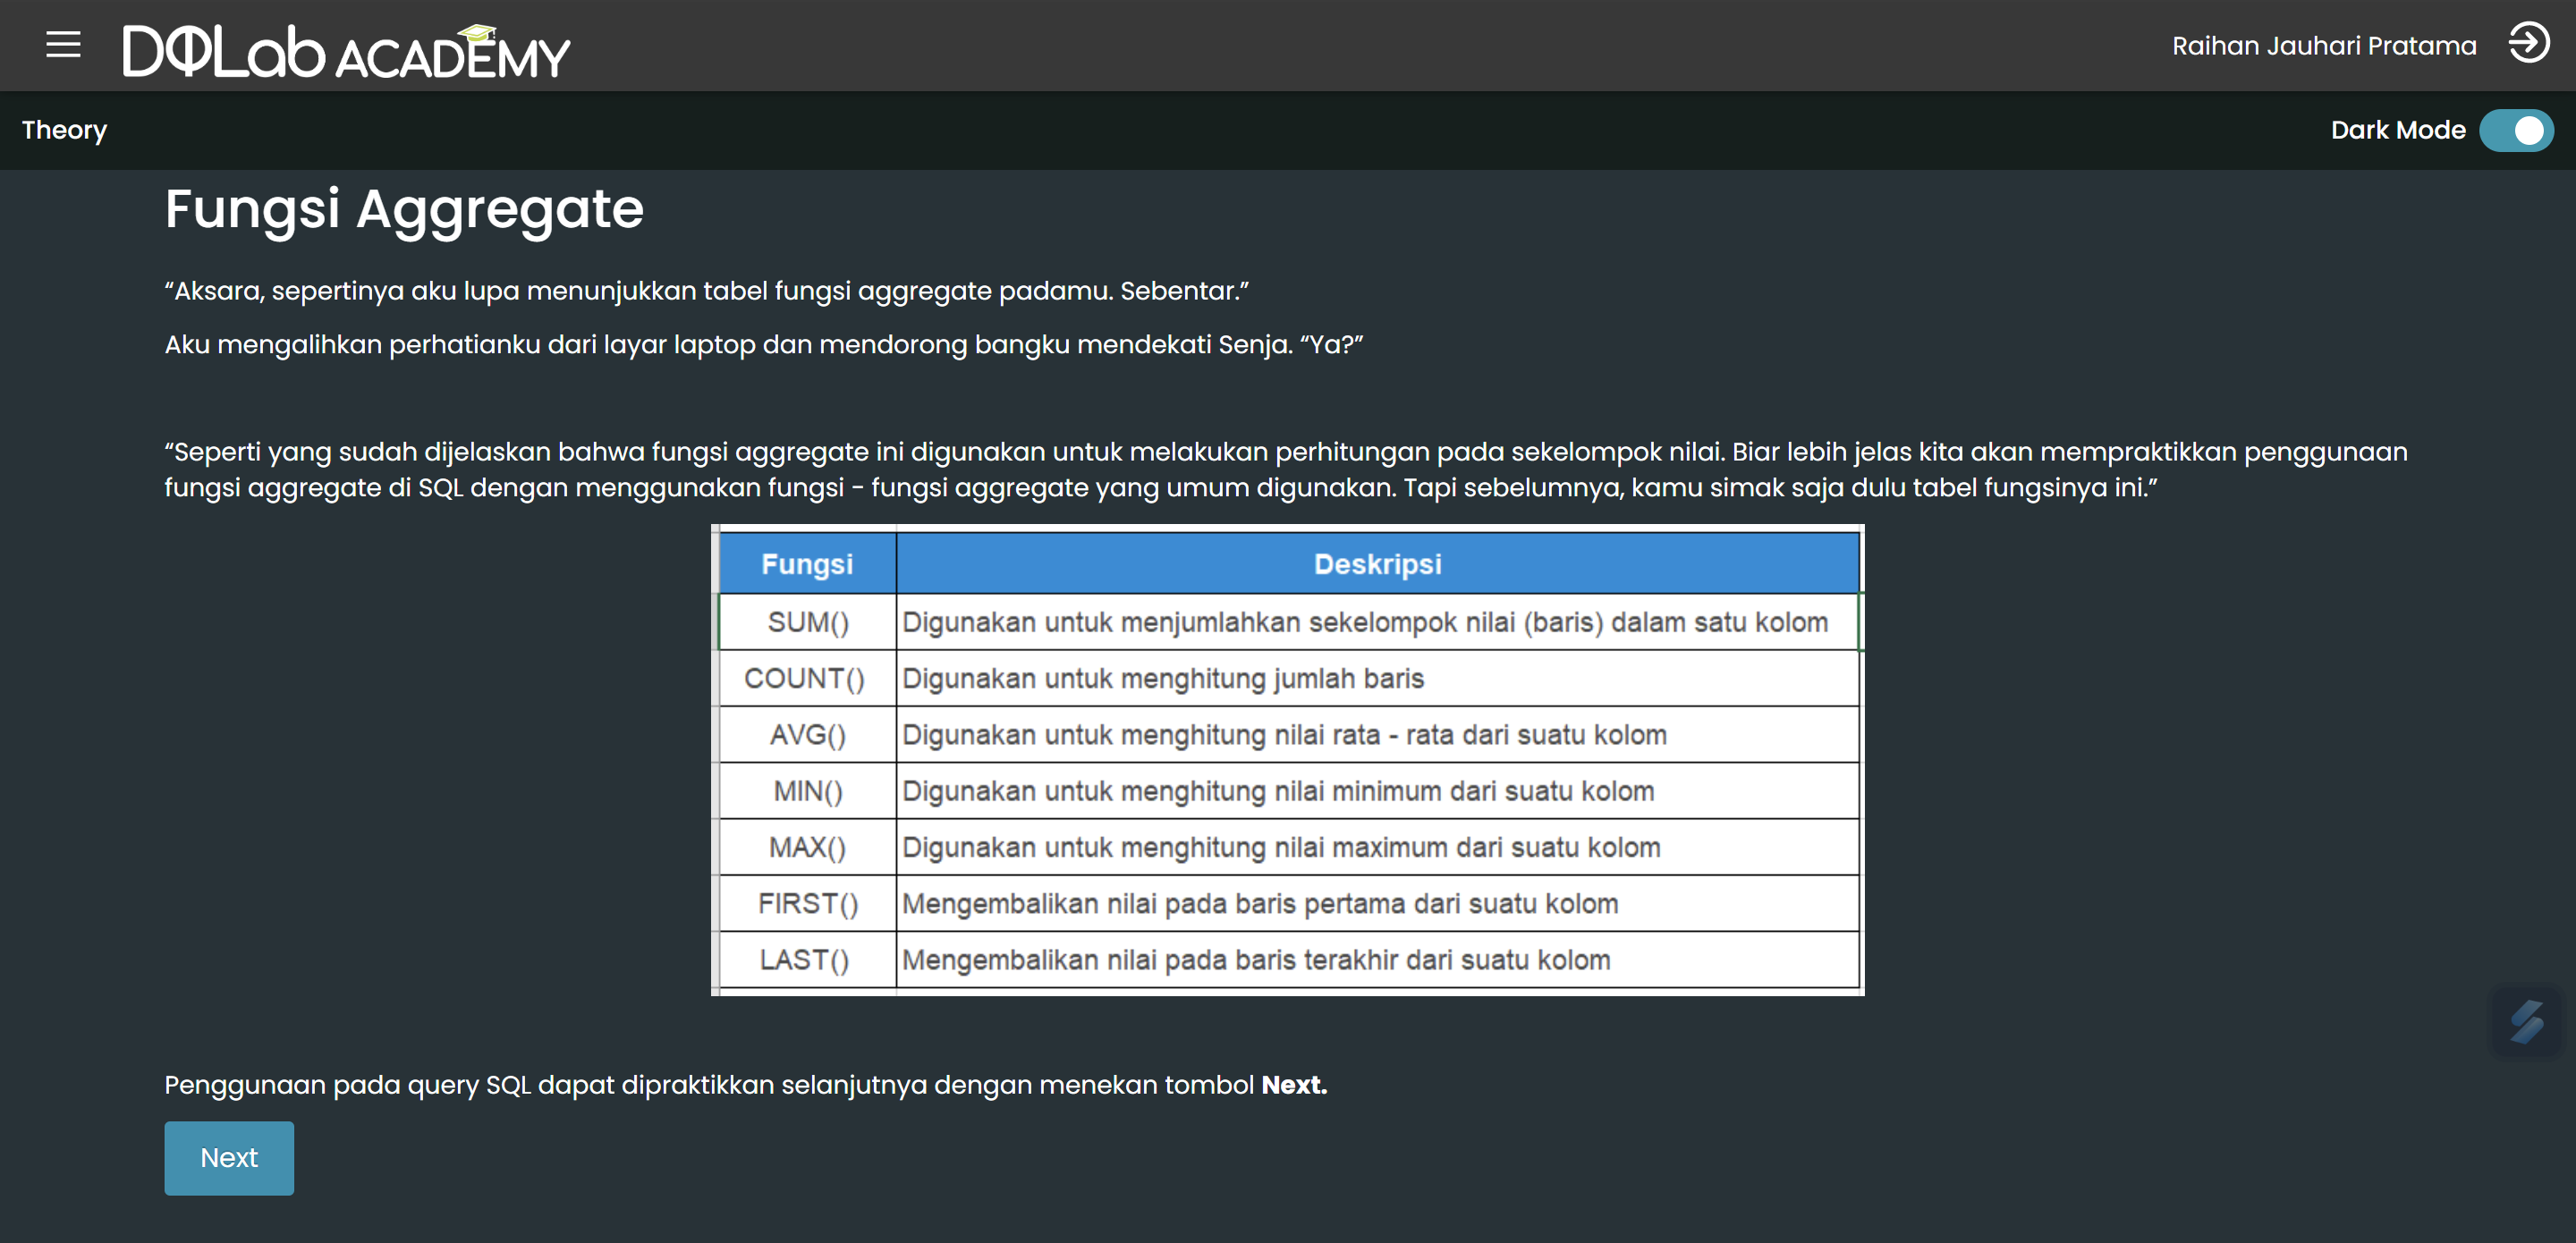 DQLab ACADEMY
Raihan Jauhari Pratama
Theory
Dark Mode
Fungsi Aggregate
“Aksara, sepertinya aku lupa menunjukkan tabel fungsi aggregate padamu. Sebentar.”
Aku mengalihkan perhatianku dari layar laptop dan mendorong bangku mendekati Senja. “Ya?”
“Seperti yang sudah dijelaskan bahwa fungsi aggregate ini digunakan untuk melakukan perhitungan pada sekelompok nilai. Biar lebih jelas kita akan mempraktikkan penggunaan
fungsi aggregate di SQL dengan menggunakan fungsi - fungsi aggregate yang umum digunakan. Tapi sebelumnya, kamu simak saja dulu tabel fungsinya ini.”
Fungsi Deskripsi
SUM() Digunakan untuk menjumlahkan sekelompok nilai (baris) dalam satu kolom
COUNT() Digunakan untuk menghitung jumlah baris
AVG() Digunakan untuk menghitung nilai rata - rata dari suatu kolom
MIN() Digunakan untuk menghitung nilai minimum dari suatu kolom
MAX() Digunakan untuk menghitung nilai maximum dari suatu kolom
FIRST() Mengembalikan nilai pada baris pertama dari suatu kolom
LAST() Mengembalikan nilai pada baris terakhir dari suatu kolom
Penggunaan pada query SQL dapat dipraktikkan selanjutnya dengan menekan tombol Next.
Next